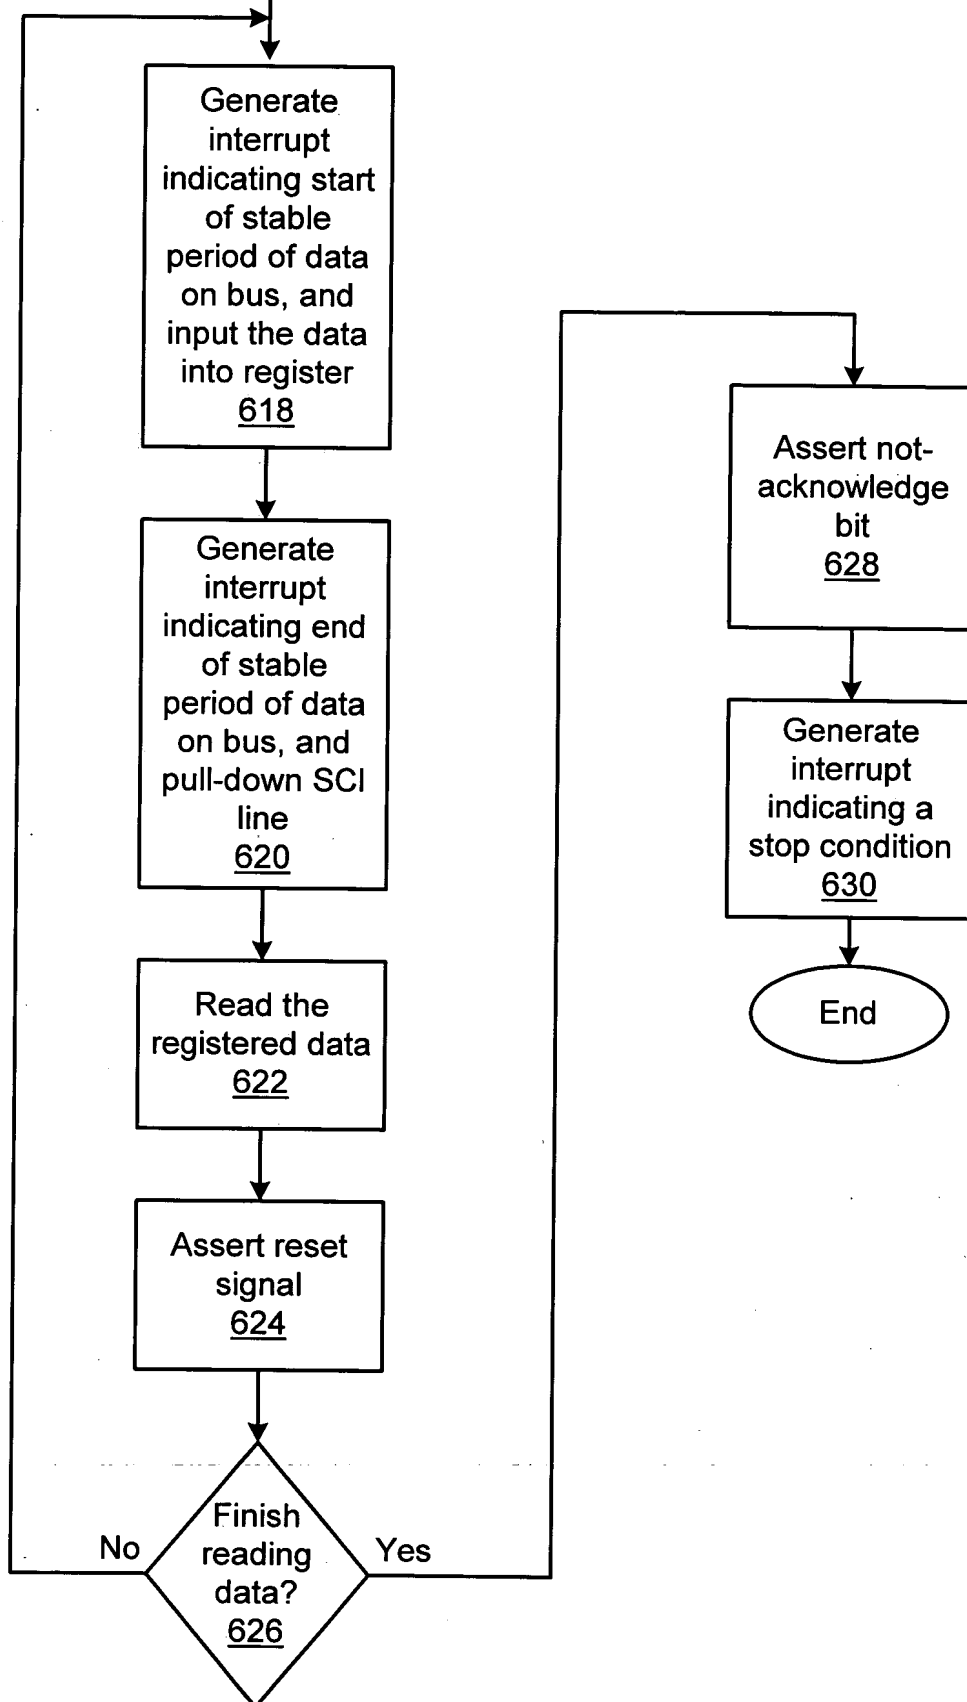 Generate
interrupt
indicating start
of stable
period of data
on bus, and
input the data
into register
618
Generate
interrupt
indicating end
of stable
period of data
on bus, and
pull-down SCI
line
620
Read the
registered data
622
Assert reset
signal
624
Finish
reading
data?
626
No
Yes
Assert not-
acknowledge
bit
628
Generate
interrupt
indicating a
stop condition
630
End